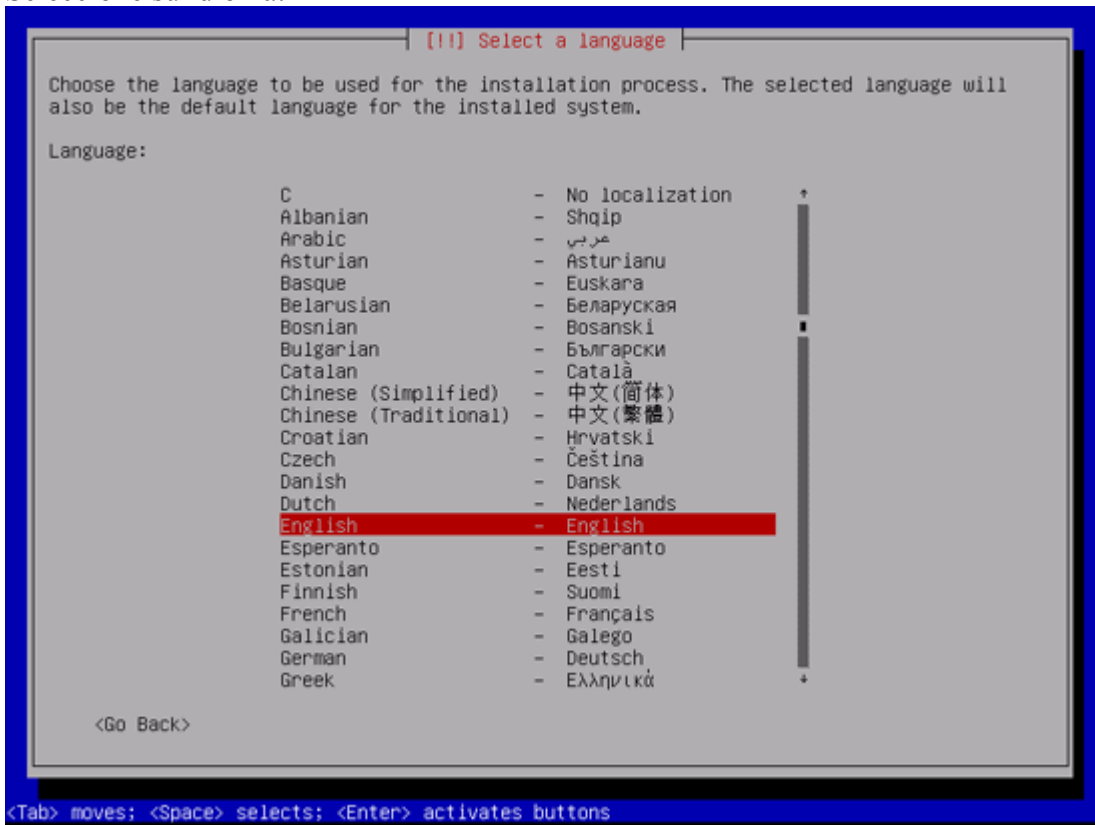 [!!] Select a language
Choose the language to be used for the installation process. The selected language will
also be the default language for the installed system.
Language:
C - No localization
Albanian - Shqip
Arabic - عربي
Asturian - Asturianu
Basque - Euskara
Belarusian - Беларуская
Bosnian - Bosanski
Bulgarian - Български
Catalan - Català
Chinese (Simplified) - 中文(简体)
Chinese (Traditional) - 中文(繁體)
Croatian - Hrvatski
Czech - Čeština
Danish - Dansk
Dutch - Nederlands
English - English
Esperanto - Esperanto
Estonian - Eesti
Finnish - Suomi
French - Français
Galician - Galego
German - Deutsch
Greek - Ελληνικά
<Go Back>
<Tab> moves; <Space> selects; <Enter> activates buttons